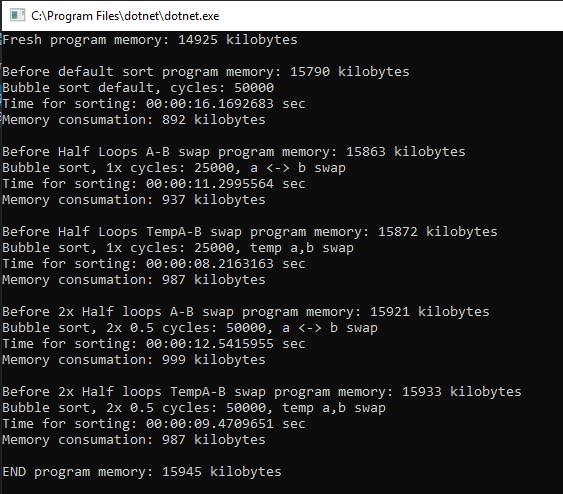 C:\Program Files\dotnet\dotnet.exe
Fresh program memory: 14925 kilobytes
Before default sort program memory: 15790 kilobytes
Bubble sort default, cycles: 50000
Time for sorting: 00:00:16.1692683 sec
Memory consumation: 892 kilobytes
Before Half Loops A-B swap program memory: 15863 kilobytes
Bubble sort, 1x cycles: 25000, a <-> b swap
Time for sorting: 00:00:11.2995564 sec
Memory consumation: 937 kilobytes
Before Half Loops TempA-B swap program memory: 15872 kilobytes
Bubble sort, 1x cycles: 25000, temp a,b swap
Time for sorting: 00:00:08.2163163 sec
Memory consumation: 987 kilobytes
Before 2x Half loops A-B swap program memory: 15921 kilobytes
Bubble sort, 2x 0.5 cycles: 50000, a <-> b swap
Time for sorting: 00:00:12.5415955 sec
Memory consumation: 999 kilobytes
Before 2x Half loops TempA-B swap program memory: 15933 kilobytes
Bubble sort, 2x 0.5 cycles: 50000, temp a,b swap
Time for sorting: 00:00:09.4709651 sec
Memory consumation: 987 kilobytes
END program memory: 15945 kilobytes